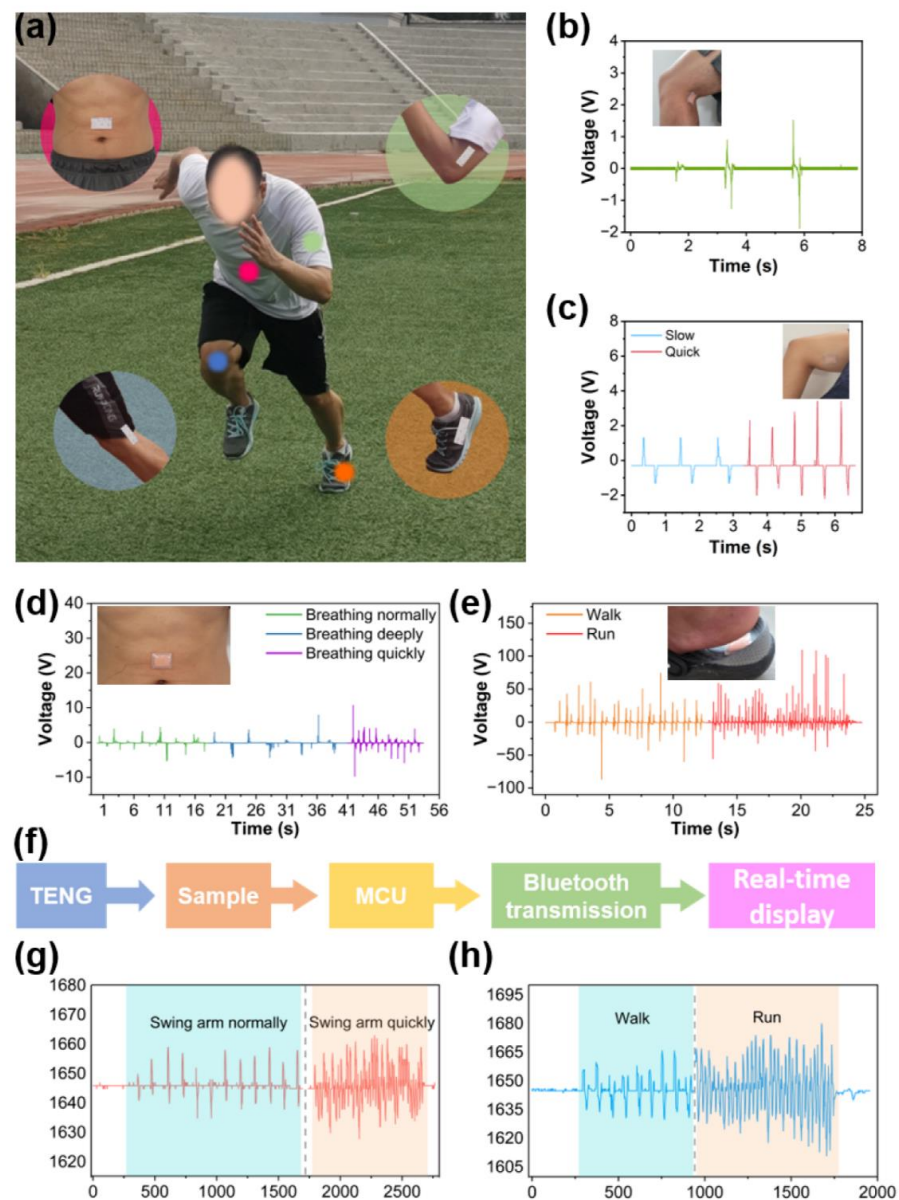 (a)
(b)
4
3
2
1
0
−1
−2
Voltage (V)
0 2 4 6 8
Time (s)
(c)
8
6
4
2
0
−2
Voltage (V)
Slow
Quick
0 1 2 3 4 5 6
Time (s)
(d)
40
30
20
10
0
−10
Voltage (V)
Breathing normally
Breathing deeply
Breathing quickly
1 6 11 16 21 26 31 36 41 46 51 56
Time (s)
(e)
150
100
50
0
−50
−100
Voltage (V)
Walk
Run
0 5 10 15 20 25
Time (s)
(f)
TENG
Sample
MCU
Bluetooth
transmission
Real-time
display
(g)
1680
1670
1660
1650
1640
1630
1620
Swing arm normally
Swing arm quickly
0 500 1000 1500 2000 2500
(h)
1695
1680
1665
1650
1635
1620
1605
Walk
Run
0 500 1000 1500 2000